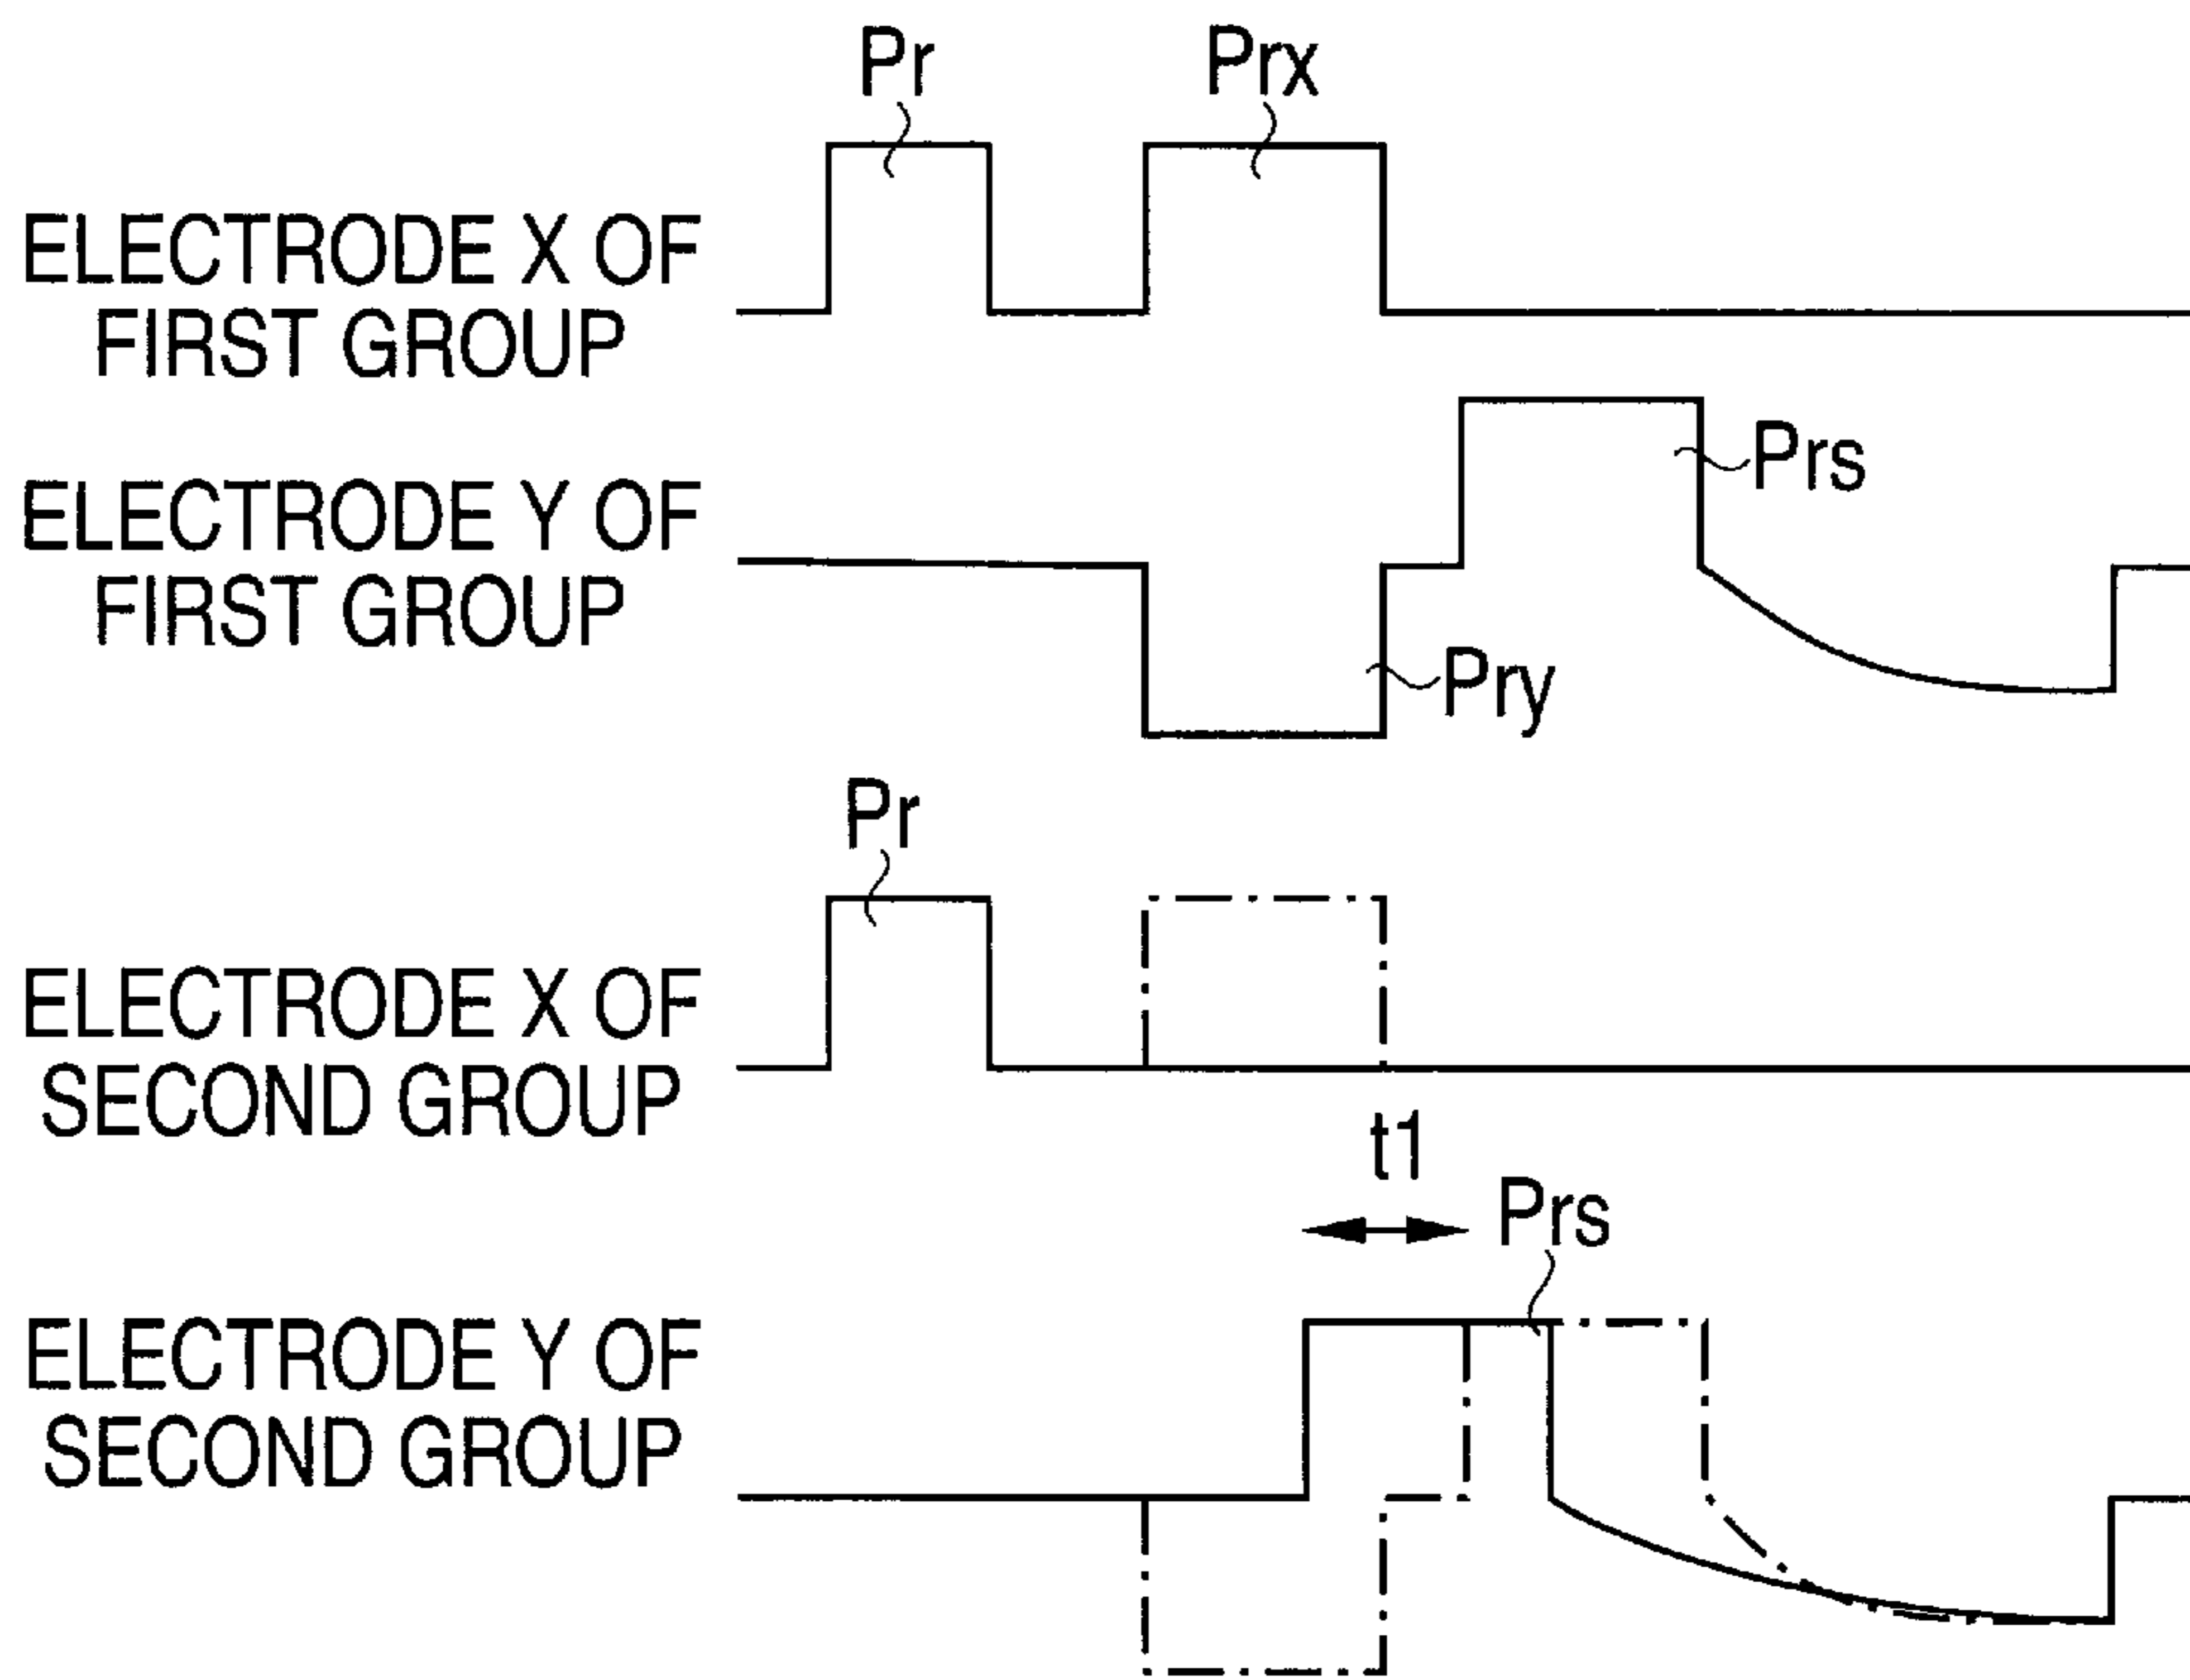 Pr
Prx
ELECTRODE X OF
FIRST GROUP
Prs
ELECTRODE Y OF
FIRST GROUP
Pry
Pr
ELECTRODE X OF
SECOND GROUP
t1
Prs
ELECTRODE Y OF
SECOND GROUP